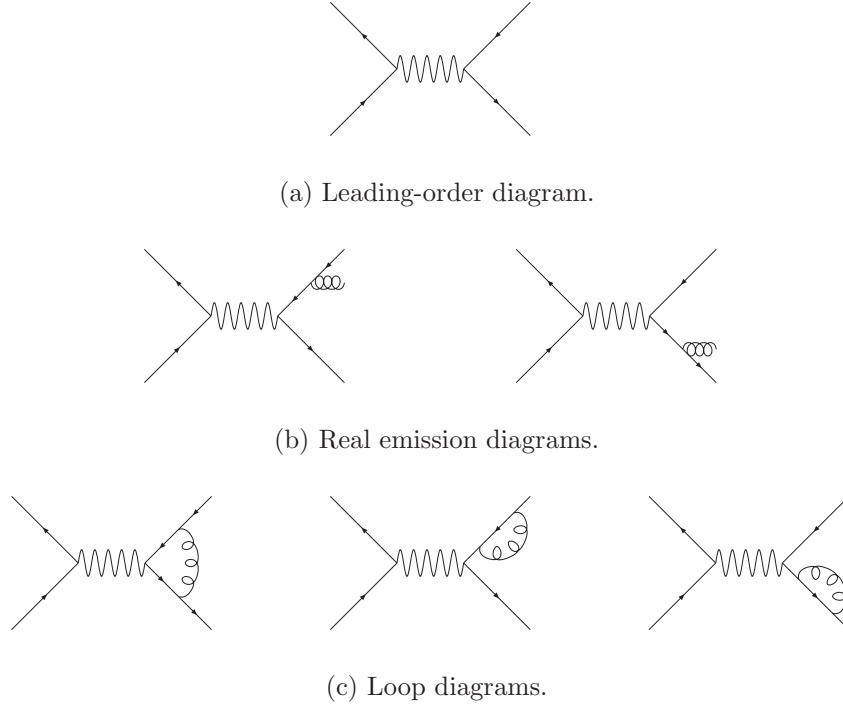 (a) Leading-order diagram.
(b) Real emission diagrams.
(c) Loop diagrams.